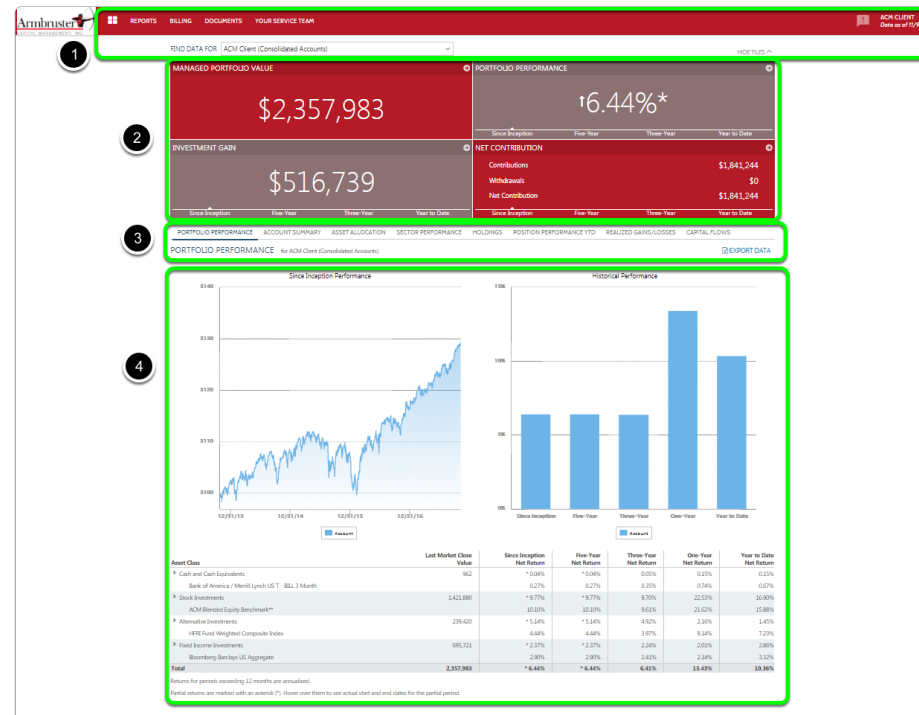 Armbruster
CAPITAL MANAGEMENT, INC.
REPORTS BILLING DOCUMENTS YOUR SERVICE TEAM
ACM CLIENT
Data as of 11/9
1
FIND DATA FOR ACM Client (Consolidated Accounts)
HIDE TILES
2
MANAGED PORTFOLIO VALUE
$2,357,983
PORTFOLIO PERFORMANCE
↑6.44%*
Since Inception Five-Year Three-Year Year to Date
INVESTMENT GAIN
$516,739
Since Inception Five-Year Three-Year Year to Date
NET CONTRIBUTION
Contributions $1,841,244
Withdrawals $0
Net Contribution $1,841,244
Since Inception Five-Year Three-Year Year to Date
3
PORTFOLIO PERFORMANCE ACCOUNT SUMMARY ASSET ALLOCATION SECTOR PERFORMANCE HOLDINGS POSITION PERFORMANCE YTD REALIZED GAINS/LOSSES CAPITAL FLOWS
PORTFOLIO PERFORMANCE for ACM Client (Consolidated Accounts)
EXPORT DATA
4
Since Inception Performance
$140
$130
$120
$110
$100
12/31/13 12/31/14 12/31/15 12/31/16
Account
Historical Performance
15%
10%
5%
0%
Since Inception Five-Year Three-Year One-Year Year to Date
Account
Asset Class Last Market Close Value Since Inception Net Return Five-Year Net Return Three-Year Net Return One-Year Net Return Year to Date Net Return
Cash and Cash Equivalents 962 * 0.04% * 0.04% 0.05% 0.15% 0.15%
Bank of America / Merrill Lynch US T - BILL 3 Month 0.27% 0.27% 0.35% 0.74% 0.67%
Stock Investments 1,421,880 * 9.77% * 9.77% 9.70% 22.53% 16.90%
ACM Blended Equity Benchmark** 10.10% 10.10% 9.61% 21.62% 15.88%
Alternative Investments 239,420 * 5.14% * 5.14% 4.92% 2.16% 1.45%
HFRI Fund Weighted Composite Index 4.44% 4.44% 3.97% 9.14% 7.23%
Fixed Income Investments 695,721 * 2.37% * 2.37% 2.24% 2.01% 2.86%
Bloomberg Barclays US Aggregate 2.90% 2.90% 2.41% 2.14% 3.32%
Total 2,357,983 * 6.44% * 6.44% 6.41% 13.43% 10.36%
Returns for periods exceeding 12 months are annualized.
Partial returns are marked with an asterisk (*). Hover over them to see actual start and end dates for the partial period.